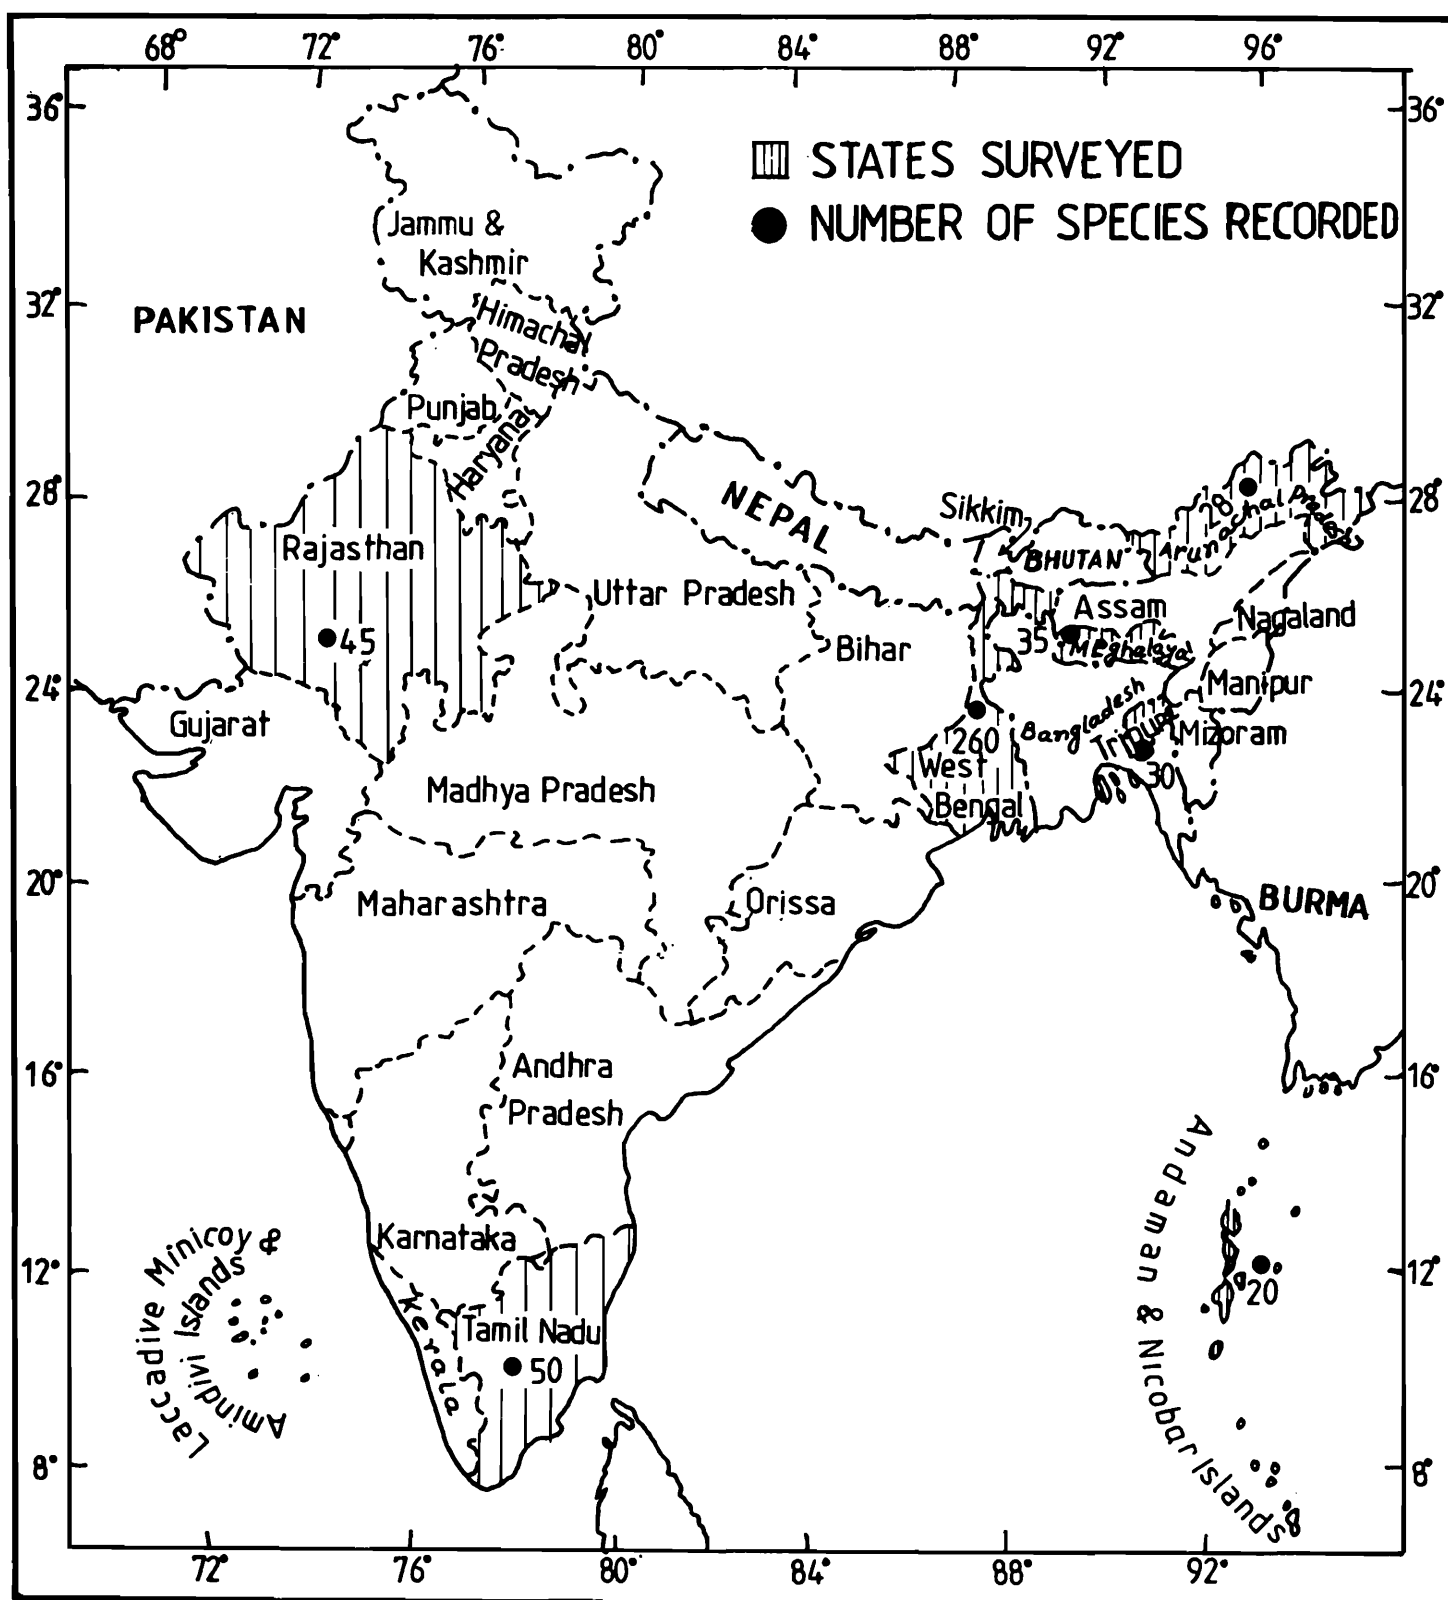 68° 72° 76° 80° 84° 88° 92° 96°
36° 36°
STATES SURVEYED
NUMBER OF SPECIES RECORDED
Jammu &
Kashmir
32° 32°
PAKISTAN
Himachal
Pradesh
Punjab
Haryana
28° 28°
NEPAL
Sikkim
BHUTAN
28
Arunachal Pradesh
Rajasthan
45
Uttar Pradesh
Bihar
Assam
Nagaland
35
Meghalaya
24° 24°
Gujarat
Manipur
Bangladesh
Tripura
Mizoram
30
260
West
Bengal
Madhya Pradesh
20° 20°
Maharashtra
Orissa
BURMA
16° 16°
Andhra
Pradesh
Andaman & Nicobar Islands
20
Karnataka
12° 12°
Laccadive Minicoy &
Amindivi Islands
Kerala
Tamil Nadu
50
8° 8°
72° 76° 80° 84° 88° 92°